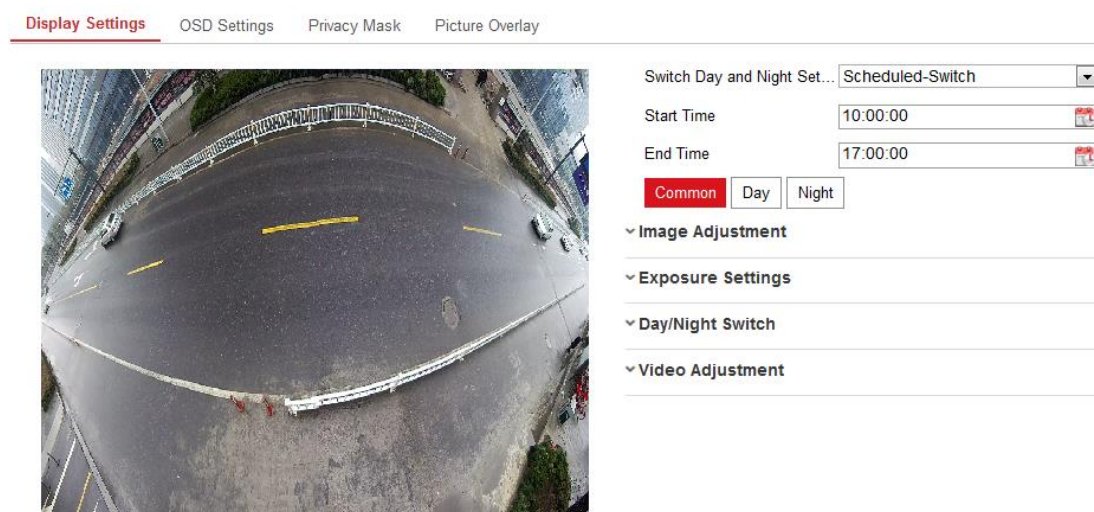 Display Settings OSD Settings Privacy Mask Picture Overlay
Switch Day and Night Set... Scheduled-Switch
Start Time 10:00:00
End Time 17:00:00
Common Day Night
Image Adjustment
Exposure Settings
Day/Night Switch
Video Adjustment